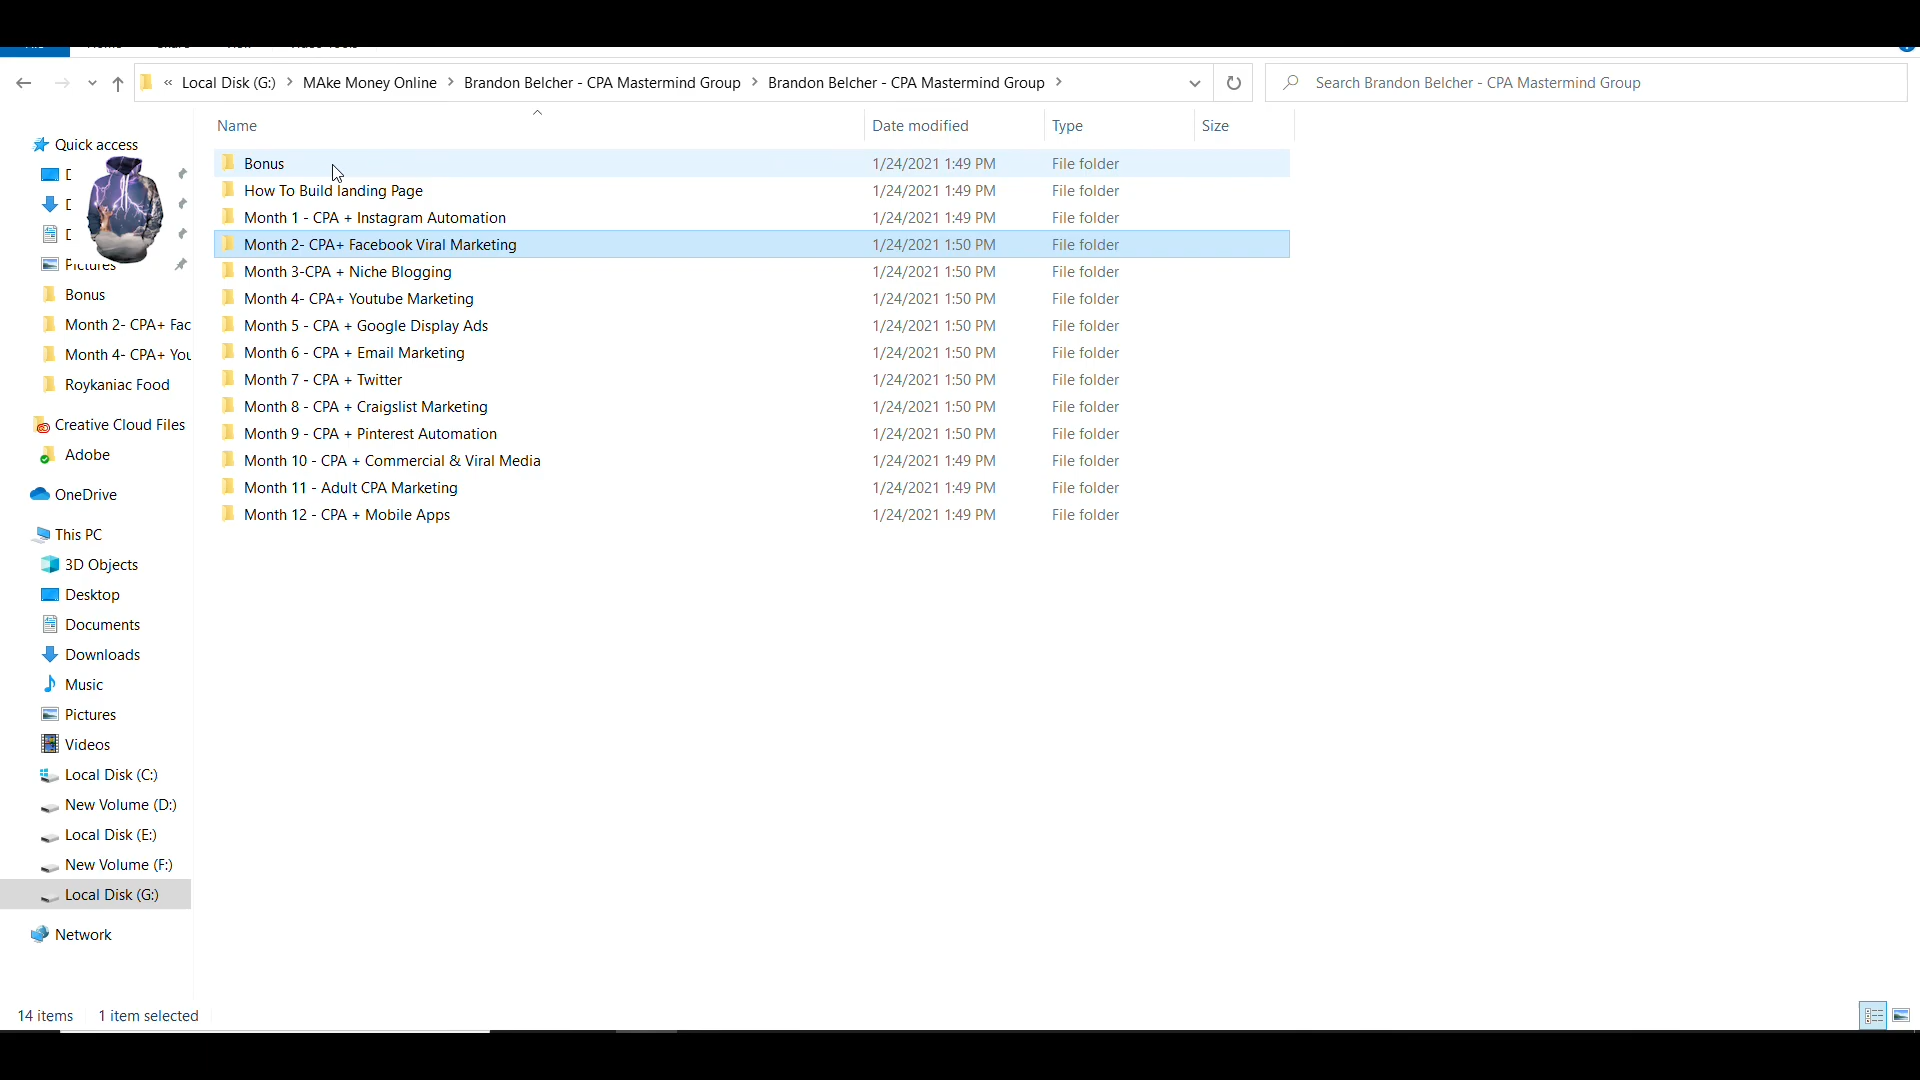 « Local Disk (G:) > MAke Money Online > Brandon Belcher - CPA Mastermind Group > Brandon Belcher - CPA Mastermind Group >
Search Brandon Belcher - CPA Mastermind Group
Name Date modified Type Size
Quick access
Pictures
Bonus
Month 2- CPA+ Fac
Month 4- CPA+ You
Roykaniac Food
Creative Cloud Files
Adobe
OneDrive
This PC
3D Objects
Desktop
Documents
Downloads
Music
Pictures
Videos
Local Disk (C:)
New Volume (D:)
Local Disk (E:)
New Volume (F:)
Local Disk (G:)
Network
Bonus 1/24/2021 1:49 PM File folder
How To Build landing Page 1/24/2021 1:49 PM File folder
Month 1 - CPA + Instagram Automation 1/24/2021 1:49 PM File folder
Month 2- CPA+ Facebook Viral Marketing 1/24/2021 1:50 PM File folder
Month 3-CPA + Niche Blogging 1/24/2021 1:50 PM File folder
Month 4- CPA+ Youtube Marketing 1/24/2021 1:50 PM File folder
Month 5 - CPA + Google Display Ads 1/24/2021 1:50 PM File folder
Month 6 - CPA + Email Marketing 1/24/2021 1:50 PM File folder
Month 7 - CPA + Twitter 1/24/2021 1:50 PM File folder
Month 8 - CPA + Craigslist Marketing 1/24/2021 1:50 PM File folder
Month 9 - CPA + Pinterest Automation 1/24/2021 1:50 PM File folder
Month 10 - CPA + Commercial & Viral Media 1/24/2021 1:49 PM File folder
Month 11 - Adult CPA Marketing 1/24/2021 1:49 PM File folder
Month 12 - CPA + Mobile Apps 1/24/2021 1:49 PM File folder
14 items 1 item selected